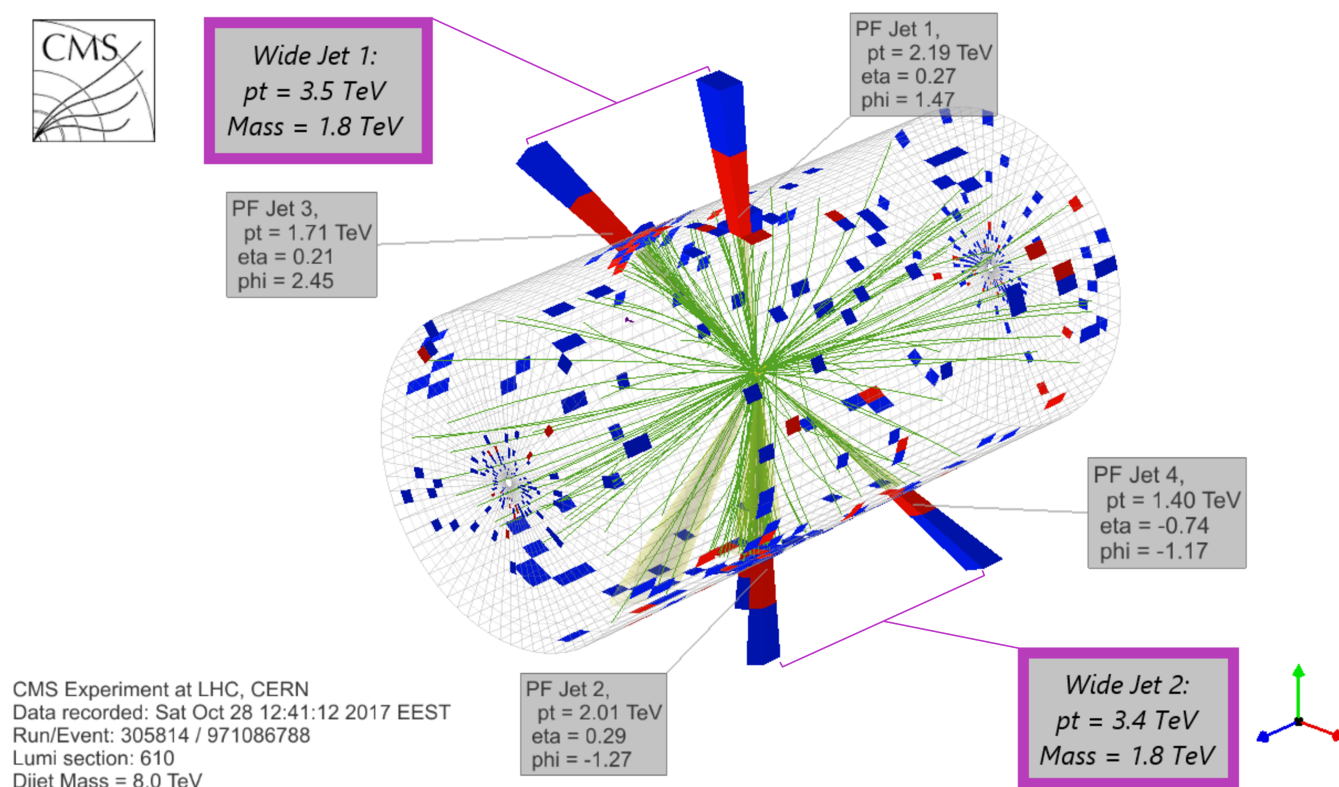 CMS
Wide Jet 1:
pt = 3.5 TeV
Mass = 1.8 TeV
PF Jet 1,
pt = 2.19 TeV
eta = 0.27
phi = 1.47
PF Jet 3,
pt = 1.71 TeV
eta = 0.21
phi = 2.45
PF Jet 4,
pt = 1.40 TeV
eta = -0.74
phi = -1.17
PF Jet 2,
pt = 2.01 TeV
eta = 0.29
phi = -1.27
Wide Jet 2:
pt = 3.4 TeV
Mass = 1.8 TeV
CMS Experiment at LHC, CERN
Data recorded: Sat Oct 28 12:41:12 2017 EEST
Run/Event: 305814 / 971086788
Lumi section: 610
Dijet Mass = 8.0 TeV